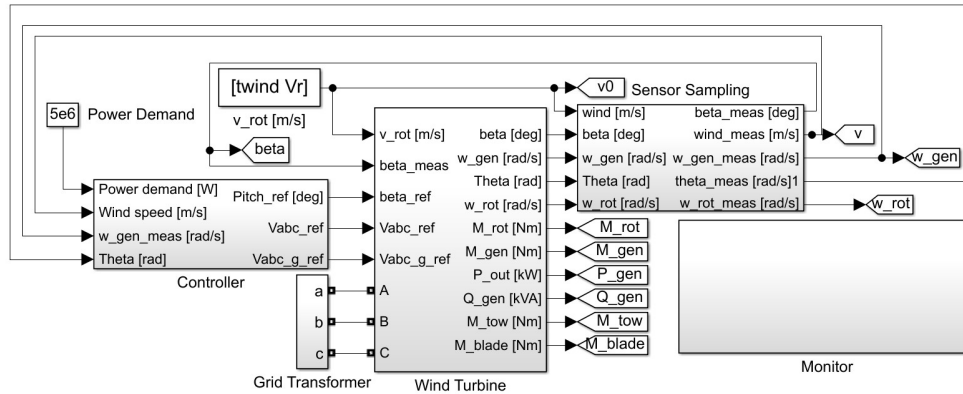 [twind Vr]
v_rot [m/s]
v0
Sensor Sampling
5e6
Power Demand
beta
wind [m/s]
beta [deg]
w_gen [rad/s]
Theta [rad]
w_rot [rad/s]
beta_meas [deg]
wind_meas [m/s]
w_gen_meas [rad/s]
theta_meas [rad/s]1
w_rot_meas [rad/s]
v
w_gen
w_rot
Power demand [W]
Wind speed [m/s]
w_gen_meas [rad/s]
Theta [rad]
Pitch_ref [deg]
Vabc_ref
Vabc_g_ref
Controller
v_rot [m/s]
beta_meas
beta_ref
Vabc_ref
Vabc_g_ref
A
B
C
beta [deg]
w_gen [rad/s]
Theta [rad]
w_rot [rad/s]
M_rot [Nm]
M_gen [Nm]
P_out [kW]
Q_gen [kVA]
M_tow [Nm]
M_blade [Nm]
M_rot
M_gen
P_gen
Q_gen
M_tow
M_blade
a
b
c
Grid Transformer
Wind Turbine
Monitor